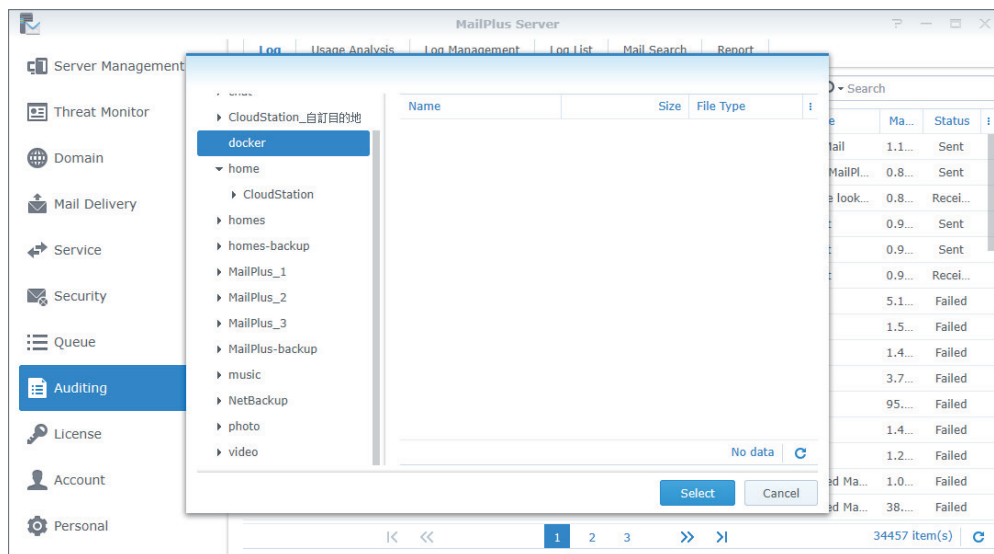 MailPlus Server
Log Usage Analysis Log Management Log List Mail Search Report
Server Management
Threat Monitor
Domain
Mail Delivery
Service
Security
Queue
Auditing
License
Account
Personal
CloudStation_自訂目的地
docker
home
CloudStation
homes
homes-backup
MailPlus_1
MailPlus_2
MailPlus_3
MailPlus-backup
music
NetBackup
photo
video
Name Size File Type
No data
Select Cancel
Search
Ma... Status
1.1... Sent
MailPl... 0.8... Sent
look... 0.8... Recei...
0.9... Sent
0.9... Sent
0.9... Recei...
5.1... Failed
1.5... Failed
1.4... Failed
3.7... Failed
95.... Failed
1.4... Failed
1.2... Failed
Ma... 1.0... Failed
Ma... 38.... Failed
1 2 3
34457 item(s)